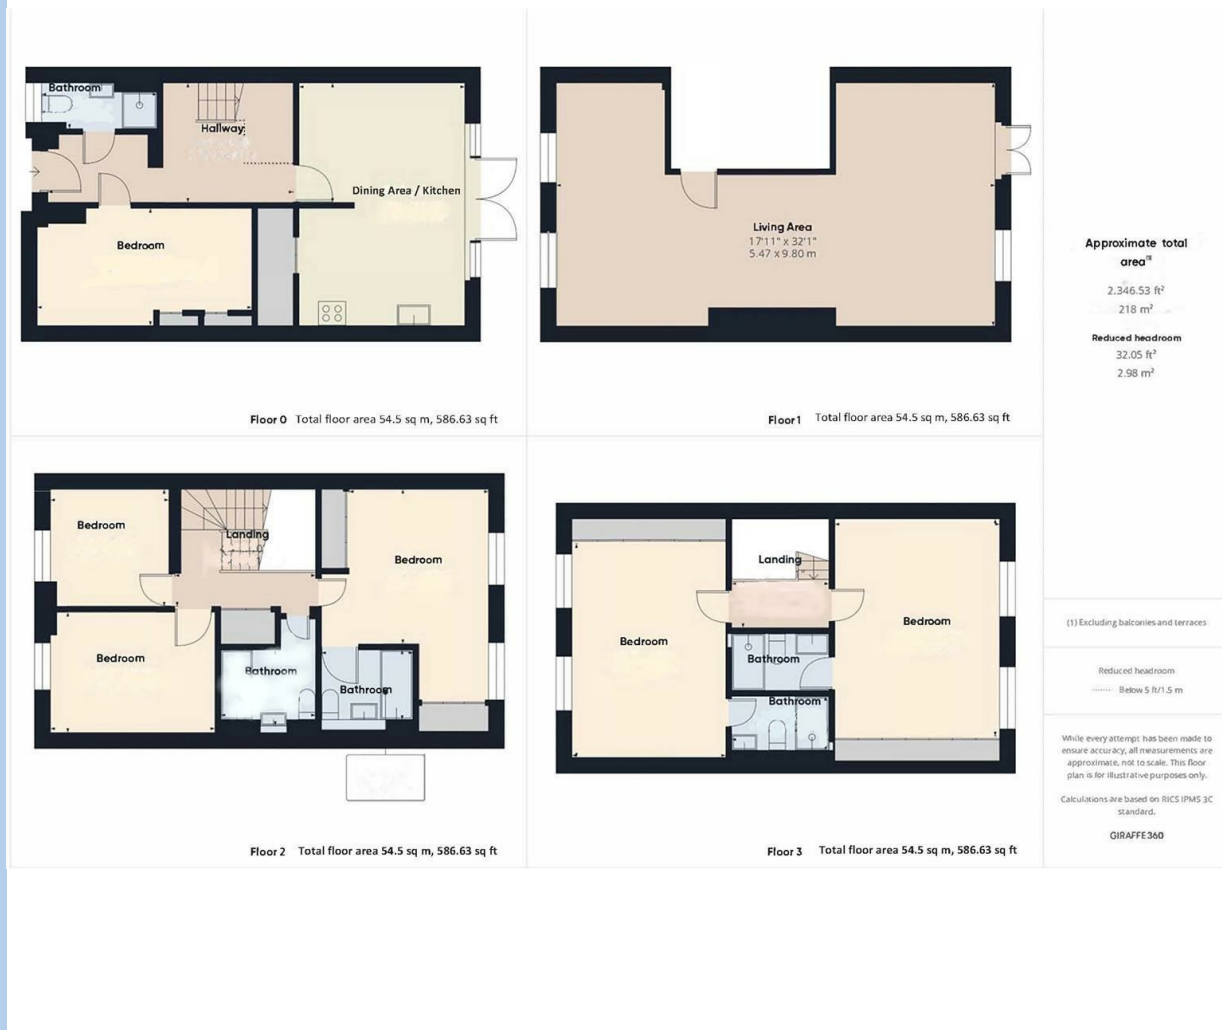 Bathroom
Hallway
Dining Area / Kitchen
Bedroom
Floor 0 Total floor area 54.5 sq m, 586.63 sq ft
Living Area
17'11" x 32'1"
5.47 x 9.80 m
Floor 1 Total floor area 54.5 sq m, 586.63 sq ft
Bedroom
Landing
Bedroom
Bedroom
Bathroom
Bathroom
Floor 2 Total floor area 54.5 sq m, 586.63 sq ft
Landing
Bedroom
Bedroom
Bathroom
Bathroom
Floor 3 Total floor area 54.5 sq m, 586.63 sq ft
Approximate total
area⁽¹⁾
2.346.53 ft²
218 m²
Reduced headroom
32.05 ft²
2.98 m²
(1) Excluding balconies and terraces
Reduced headroom
Below 5 ft/1.5 m
While every attempt has been made to
ensure accuracy, all measurements are
approximate, not to scale. This floor
plan is for illustrative purposes only.
Calculations are based on RICS IPMS 3C
standard.
GIRAFFE360